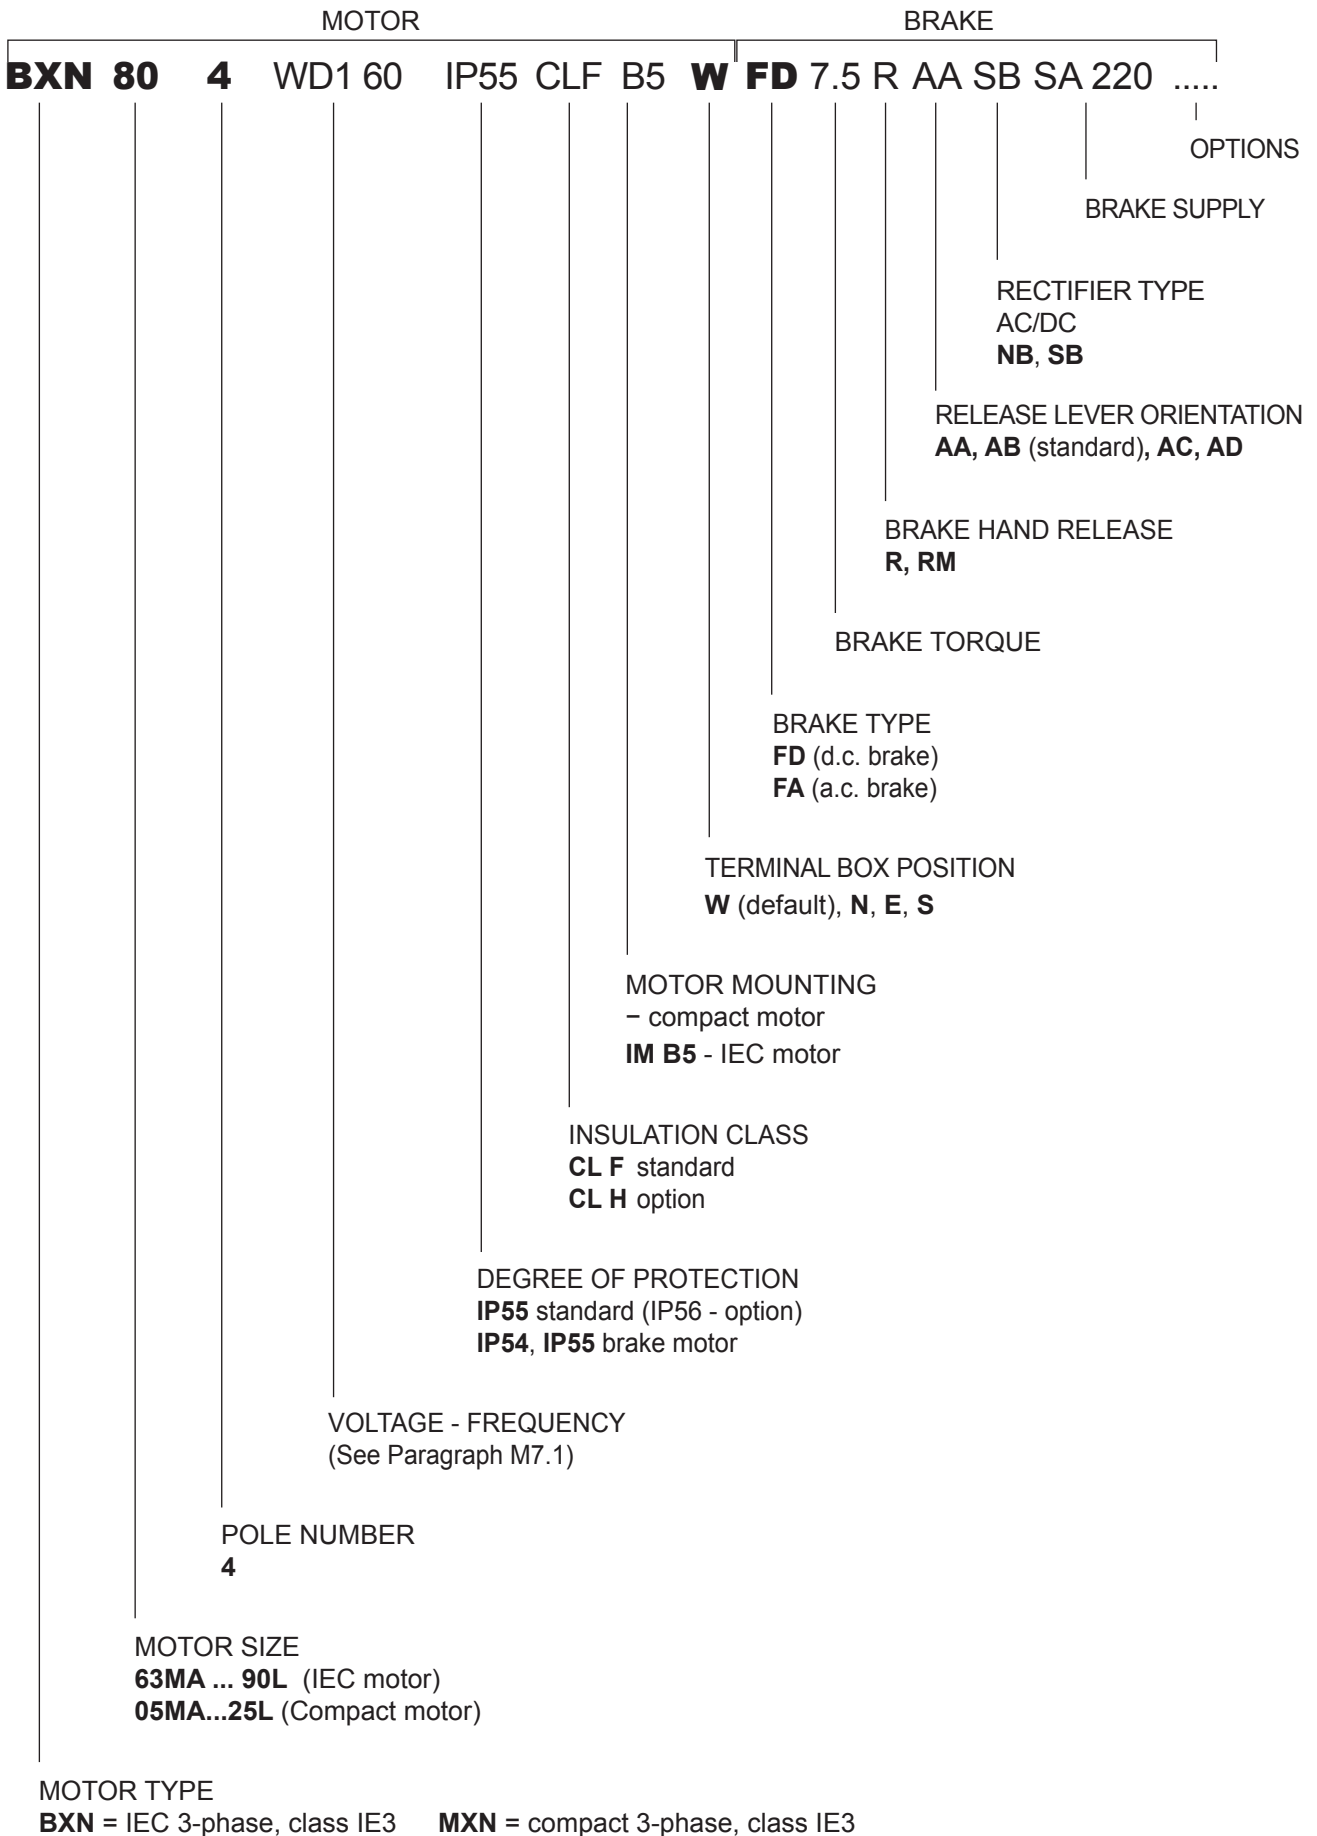 MOTOR BRAKE
BXN 80 4 WD1 60 IP55 CLF B5 W FD 7.5 R AA SB SA 220 .....
OPTIONS
BRAKE SUPPLY
RECTIFIER TYPE
AC/DC
NB, SB
RELEASE LEVER ORIENTATION
AA, AB (standard), AC, AD
BRAKE HAND RELEASE
R, RM
BRAKE TORQUE
BRAKE TYPE
FD (d.c. brake)
FA (a.c. brake)
TERMINAL BOX POSITION
W (default), N, E, S
MOTOR MOUNTING
− compact motor
IM B5 - IEC motor
INSULATION CLASS
CL F standard
CL H option
DEGREE OF PROTECTION
IP55 standard (IP56 - option)
IP54, IP55 brake motor
VOLTAGE - FREQUENCY
(See Paragraph M7.1)
POLE NUMBER
4
MOTOR SIZE
63MA ... 90L (IEC motor)
05MA...25L (Compact motor)
MOTOR TYPE
BXN = IEC 3-phase, class IE3 MXN = compact 3-phase, class IE3